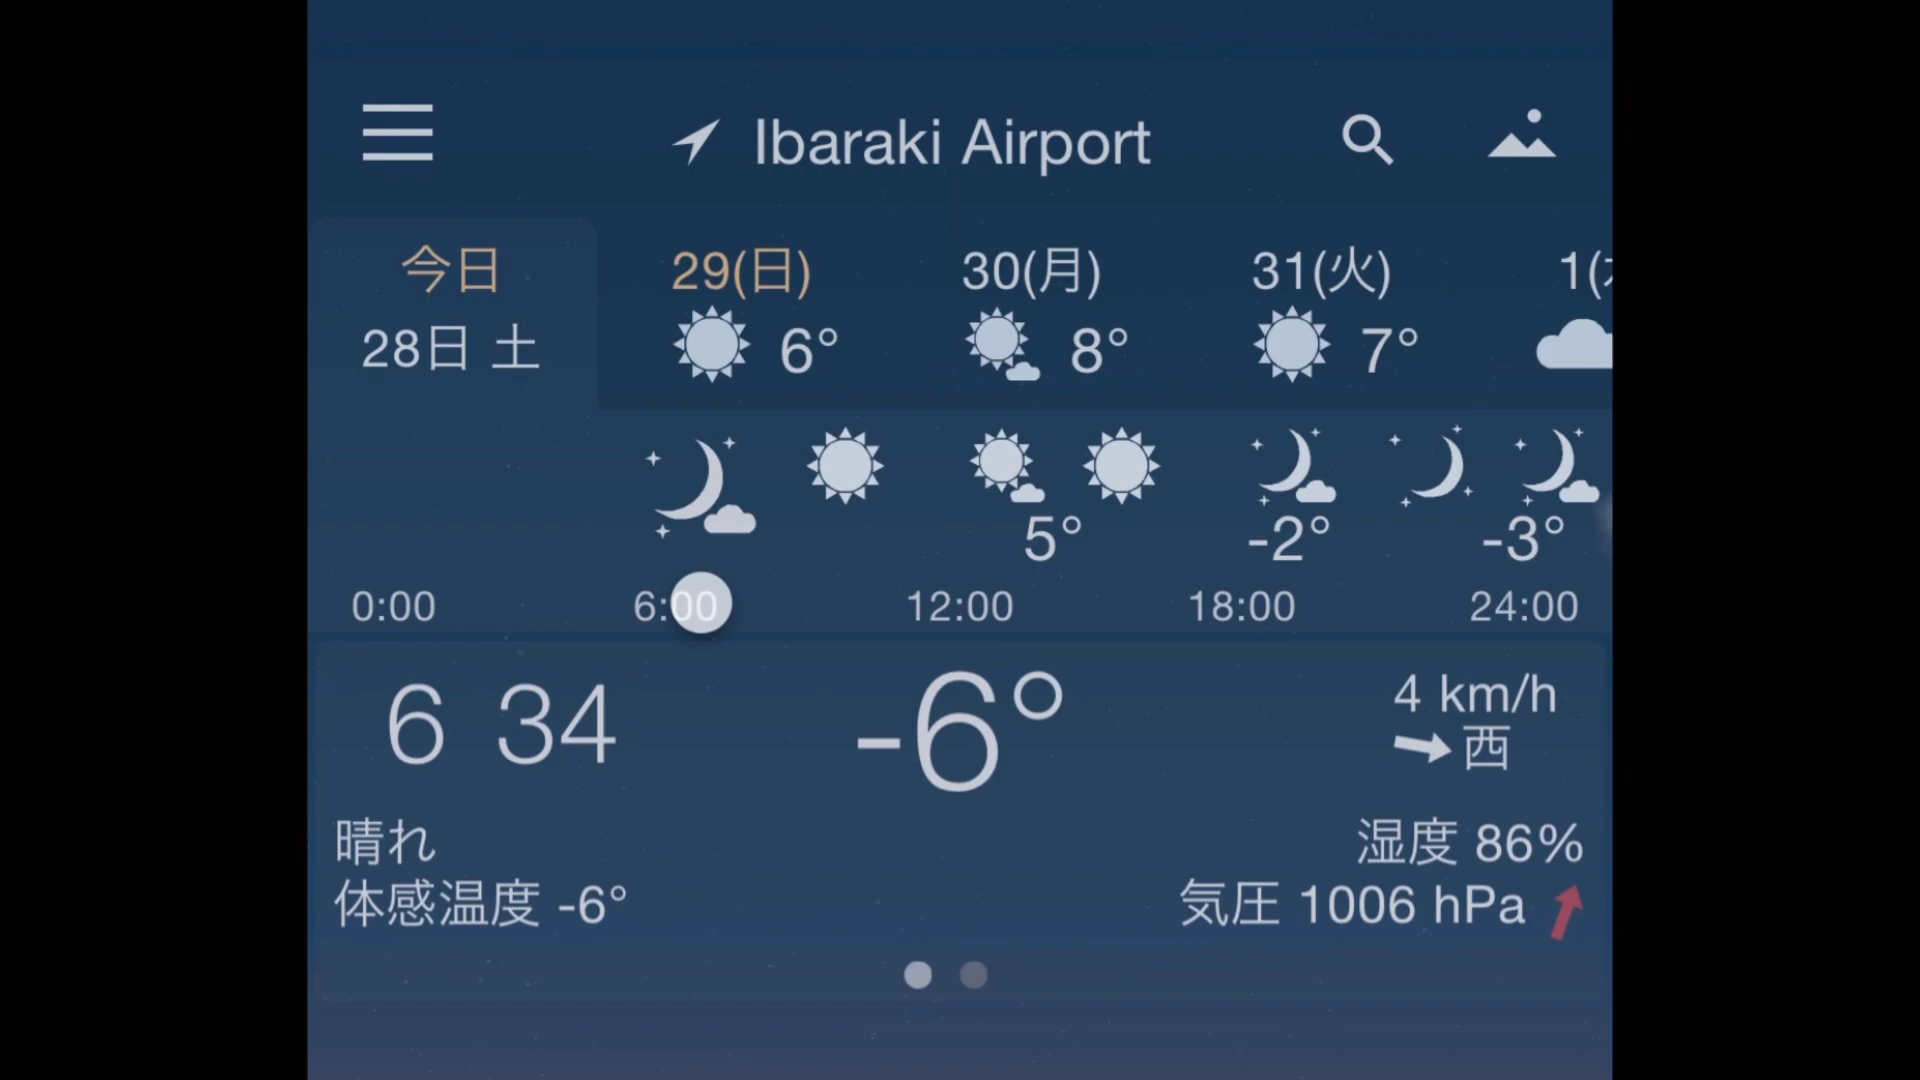 Ibaraki Airport
今日
28日 土
29(日)
6°
30(月)
8°
31(火)
7°
1(
5°
-2°
-3°
0:00
6:00
12:00
18:00
24:00
6 34
-6°
4 km/h
西
晴れ
体感温度 -6°
湿度 86%
気圧 1006 hPa